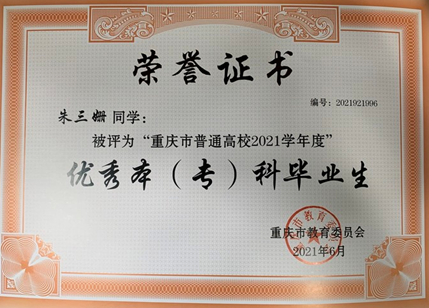 荣誉证书
编号：2021921996
朱三姗 同学：
被评为“重庆市普通高校2021学年度”
优秀本（专）科毕业生
重庆市教育委员会
2021年6月